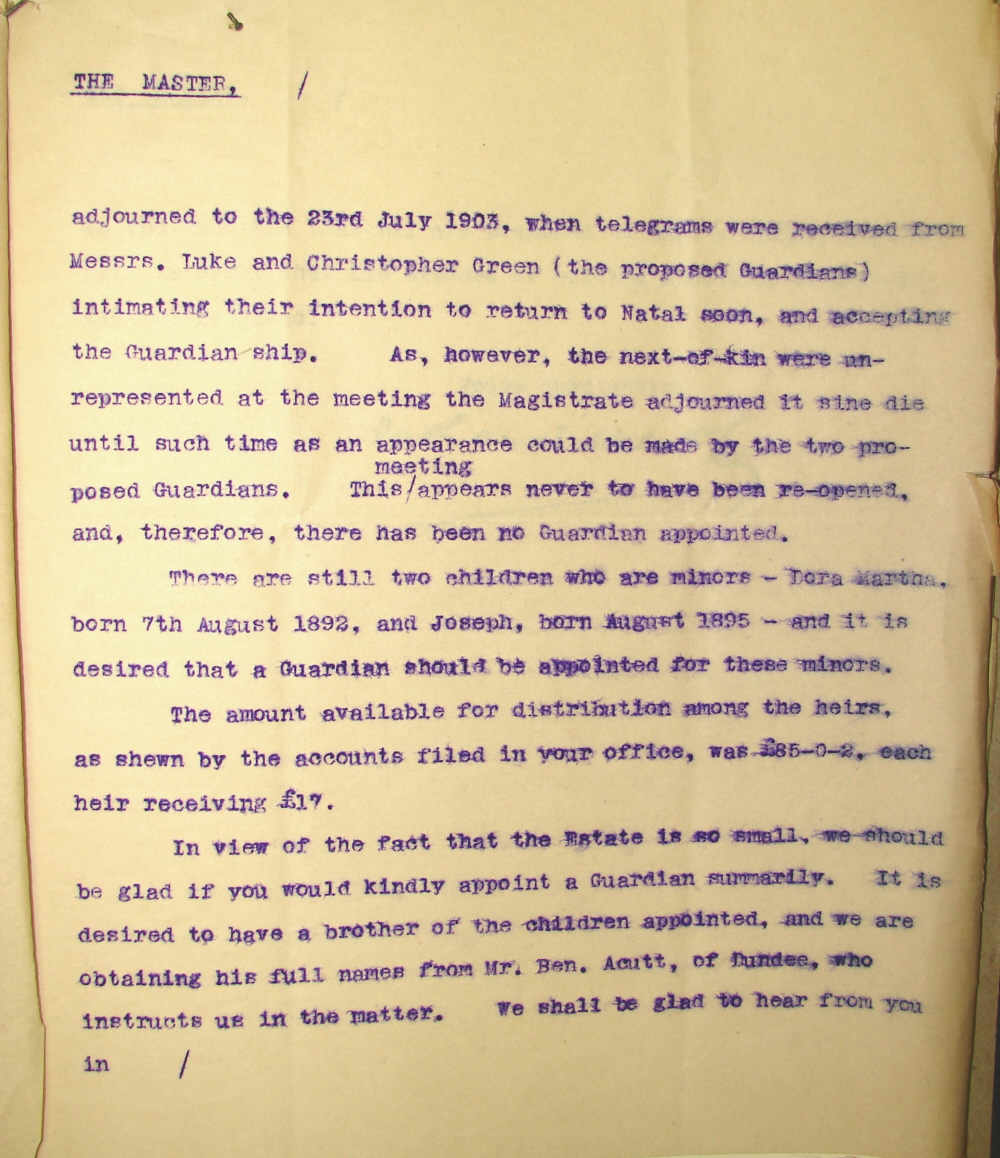 THE MASTER, /
adjourned to the 23rd July 1903, when telegrams were received from
Messrs. Luke and Christopher Green (the proposed Guardians)
intimating their intention to return to Natal soon, and accepting
the Guardian ship. As, however, the next-of-kin were un-
represented at the meeting the Magistrate adjourned it sine die
until such time as an appearance could be made by the two pro-
meeting
posed Guardians. This/appears never to have been re-opened,
and, therefore, there has been no Guardian appointed.
There are still two children who are minors - Dora Martha,
born 7th August 1892, and Joseph, born August 1895 - and it is
desired that a Guardian should be appointed for these minors.
The amount available for distribution among the heirs,
as shewn by the accounts filed in your office, was £85-0-2, each
heir receiving £17.
In view of the fact that the Estate is so small, we should
be glad if you would kindly appoint a Guardian summarily. It is
desired to have a brother of the children appointed, and we are
obtaining his full names from Mr. Ben. Acutt, of Dundee, who
instructs us in the matter. We shall be glad to hear from you
in /